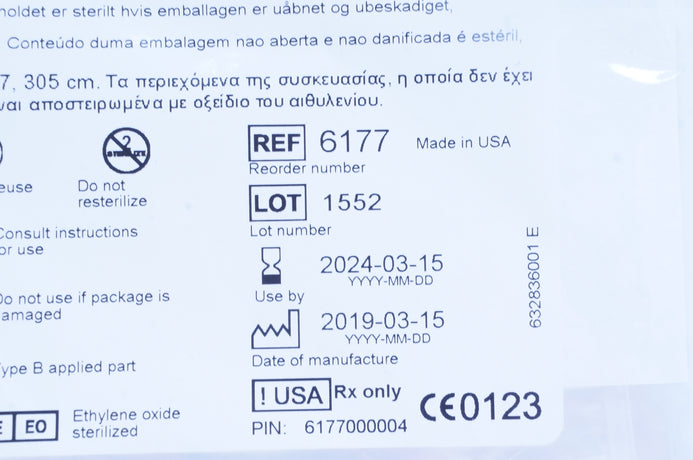 holdet er sterilt hvis emballagen er uåbnet og ubeskadiget,
Conteúdo duma embalagem nao aberta e nao danificada é estéril,
7, 305 cm. Τα περιεχόμενα της συσκευασίας, η οποία δεν έχει
ναι αποστειρωμένα με οξείδιο του αιθυλενίου.
REF 6177 Made in USA
Reorder number
euse
Do not
resterilize
LOT 1552
Lot number
Consult instructions
or use
2024-03-15
YYYY-MM-DD
Use by
Do not use if package is
amaged
2019-03-15
YYYY-MM-DD
Date of manufacture
ype B applied part
! USA Rx only
PIN: 6177000004
CE0123
E EO
Ethylene oxide
sterilized
632836001 E